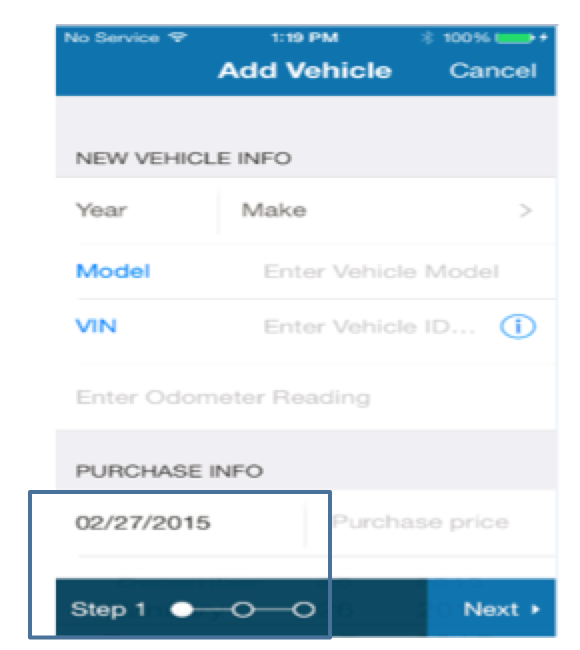 No Service 1:19 PM 100%
Add Vehicle Cancel
NEW VEHICLE INFO
Year Make >
Model Enter Vehicle Model
VIN Enter Vehicle ID... i
Enter Odometer Reading
PURCHASE INFO
02/27/2015 Purchase price
Step 1 Next